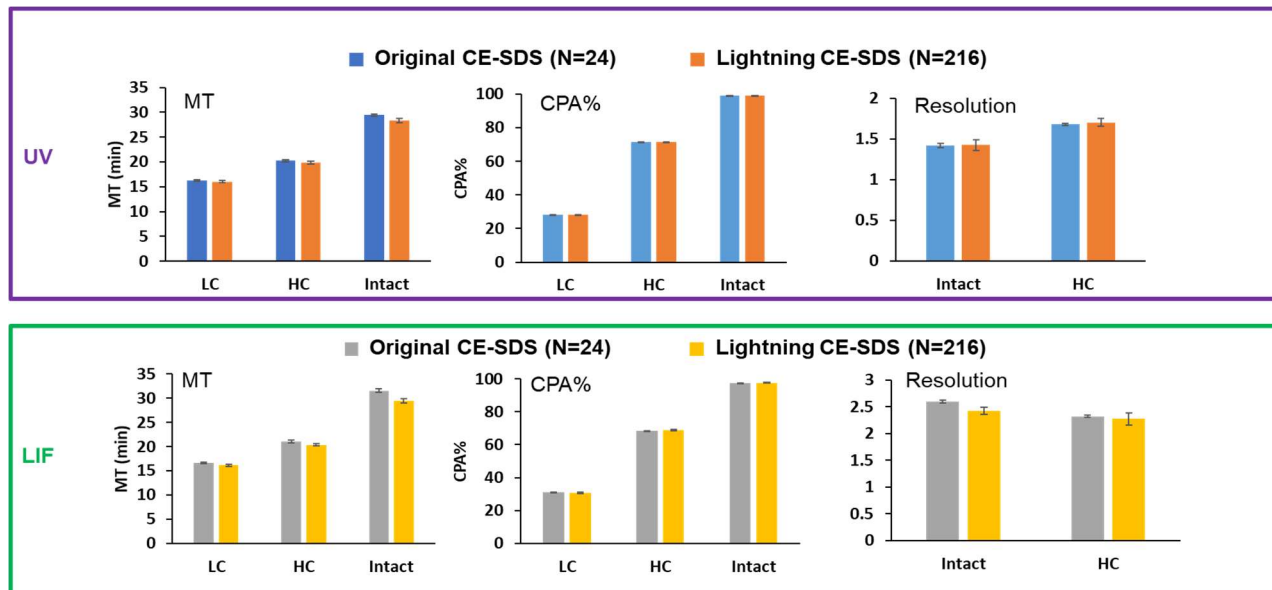 UV
Original CE-SDS (N=24)
Lightning CE-SDS (N=216)
MT
MT (min)
35
30
25
20
15
10
5
0
LC HC Intact
CPA%
CPA%
100
80
60
40
20
0
LC HC Intact
Resolution
2
1.5
1
0.5
0
Intact HC
LIF
Original CE-SDS (N=24)
Lightning CE-SDS (N=216)
MT
MT (min)
35
30
25
20
15
10
5
0
LC HC Intact
CPA%
CPA%
100
80
60
40
20
0
LC HC Intact
Resolution
3
2.5
2
1.5
1
0.5
0
Intact HC